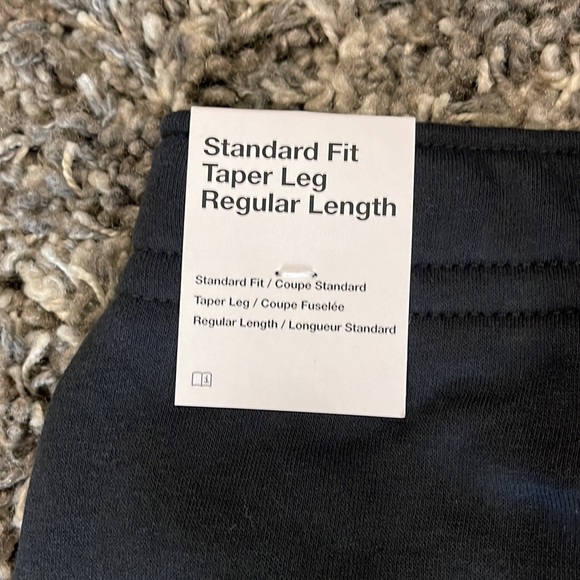 Standard Fit
Taper Leg
Regular Length
Standard Fit / Coupe Standard
Taper Leg / Coupe Fuselée
Regular Length / Longueur Standard
i